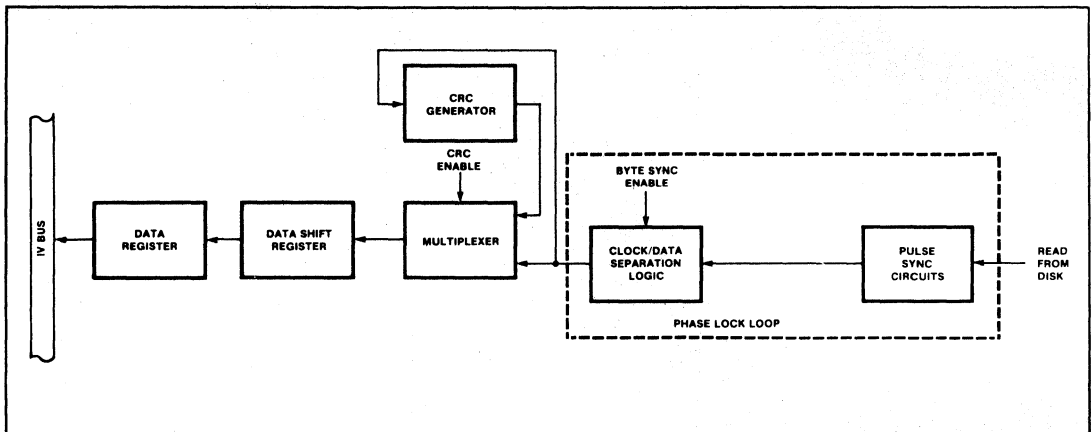 CRC
GENERATOR
CRC
ENABLE
BYTE SYNC
ENABLE
IV BUS
DATA
REGISTER
DATA SHIFT
REGISTER
MULTIPLEXER
CLOCK/DATA
SEPARATION
LOGIC
PULSE
SYNC
CIRCUITS
READ
FROM
DISK
PHASE LOCK LOOP